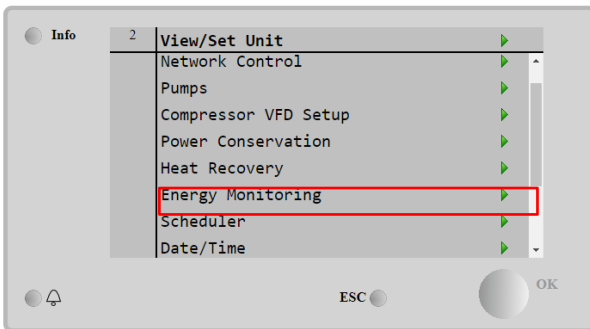 Info
2 View/Set Unit
Network Control
Pumps
Compressor VFD Setup
Power Conservation
Heat Recovery
Energy Monitoring
Scheduler
Date/Time
ESC
OK